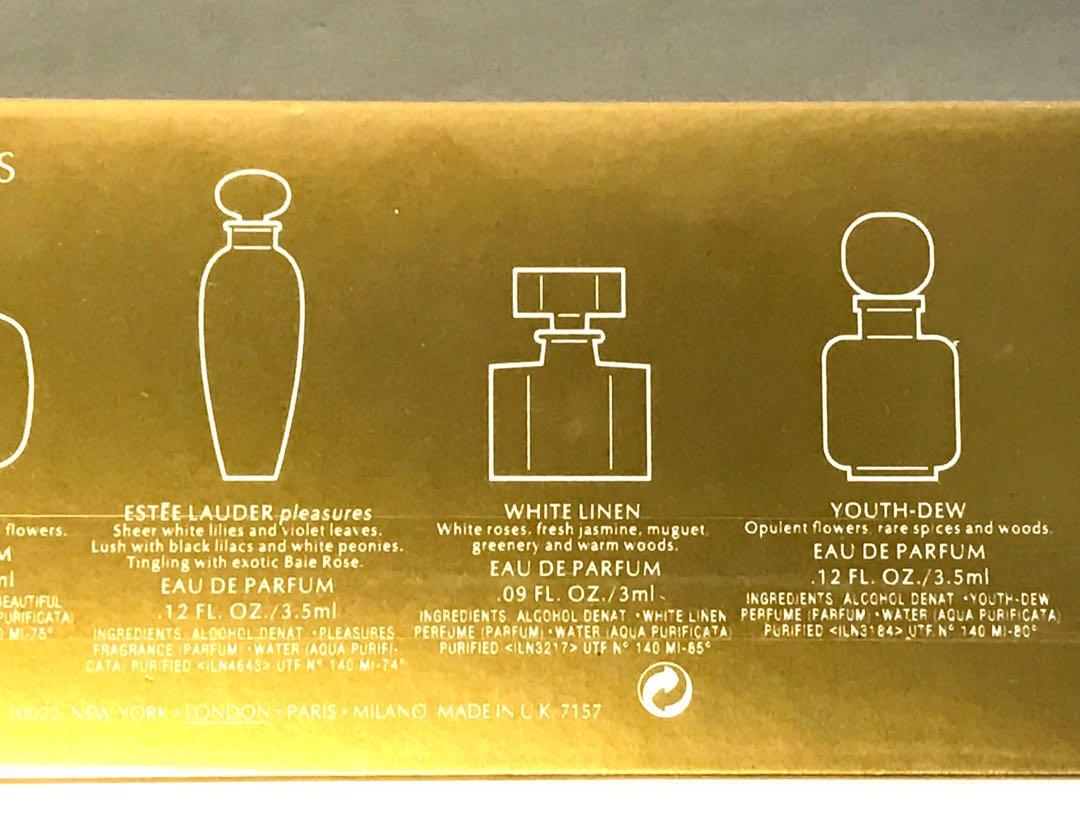 S
flowers.
M
ml
EAUTIFUL
PURIFICATA)
MI-75°
ESTĒE LAUDER pleasures
Sheer white lilies and violet leaves.
Lush with black lilacs and white peonies.
Tingling with exotic Baie Rose.
EAU DE PARFUM
.12 FL. OZ./3.5ml
INGREDIENTS ALCOHOL DENAT •PLEASURES
FRAGRANCE (PARFUM) •WATER (AQUA PURIFI-
CATA) PURIFIED <ILN4643> UTF N° 140 MI-74°
WHITE LINEN
White roses, fresh jasmine, muguet,
greenery and warm woods.
EAU DE PARFUM
.09 FL. OZ./3ml
INGREDIENTS ALCOHOL DENAT •WHITE LINEN
PERFUME (PARFUM) •WATER (AQUA PURIFICATA)
PURIFIED <ILN3217> UTF N° 140 MI-85°
YOUTH-DEW
Opulent flowers, rare spices and woods.
EAU DE PARFUM
.12 FL. OZ./3.5ml
INGREDIENTS ALCOHOL DENAT •YOUTH-DEW
PERFUME (PARFUM) •WATER (AQUA PURIFICATA)
PURIFIED <ILN3184> UTF N° 140 MI-80°
10022 NEW YORK • LONDON • PARIS • MILANO MADE IN U.K. 7157